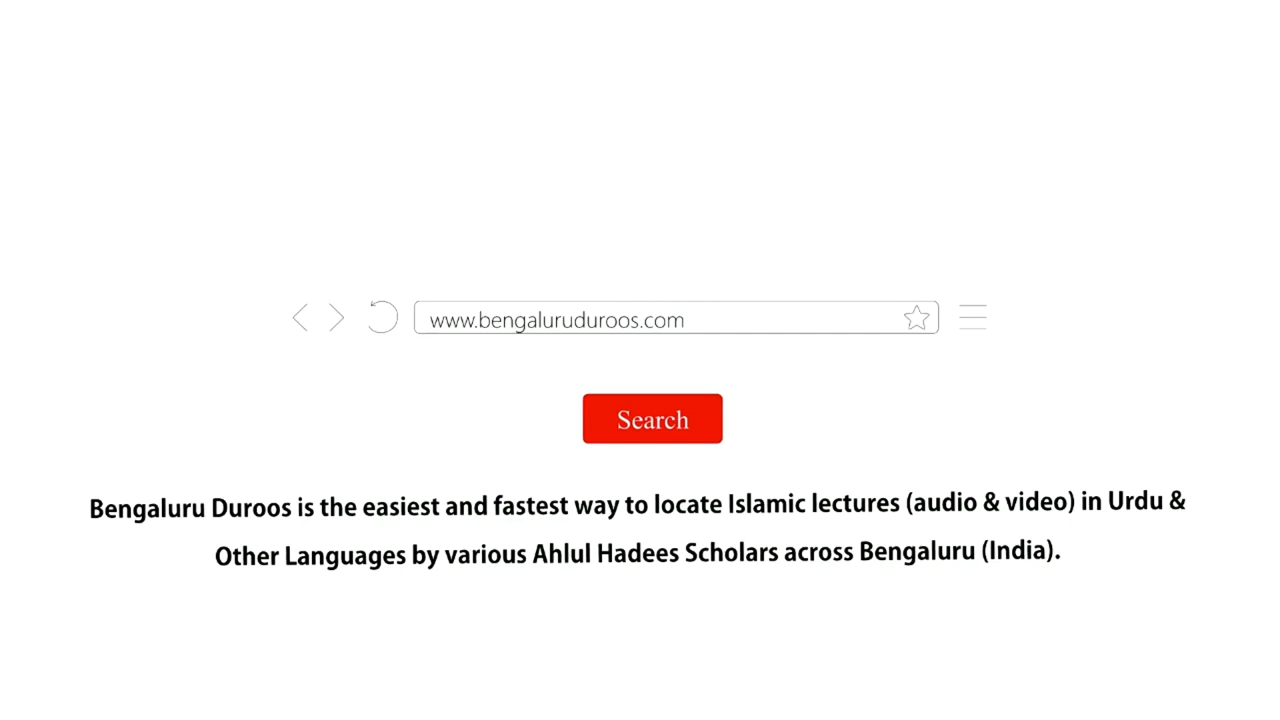 www.bengaluruduroos.com
Search
Bengaluru Duroos is the easiest and fastest way to locate Islamic lectures (audio & video) in Urdu &
Other Languages by various Ahlul Hadees Scholars across Bengaluru (India).